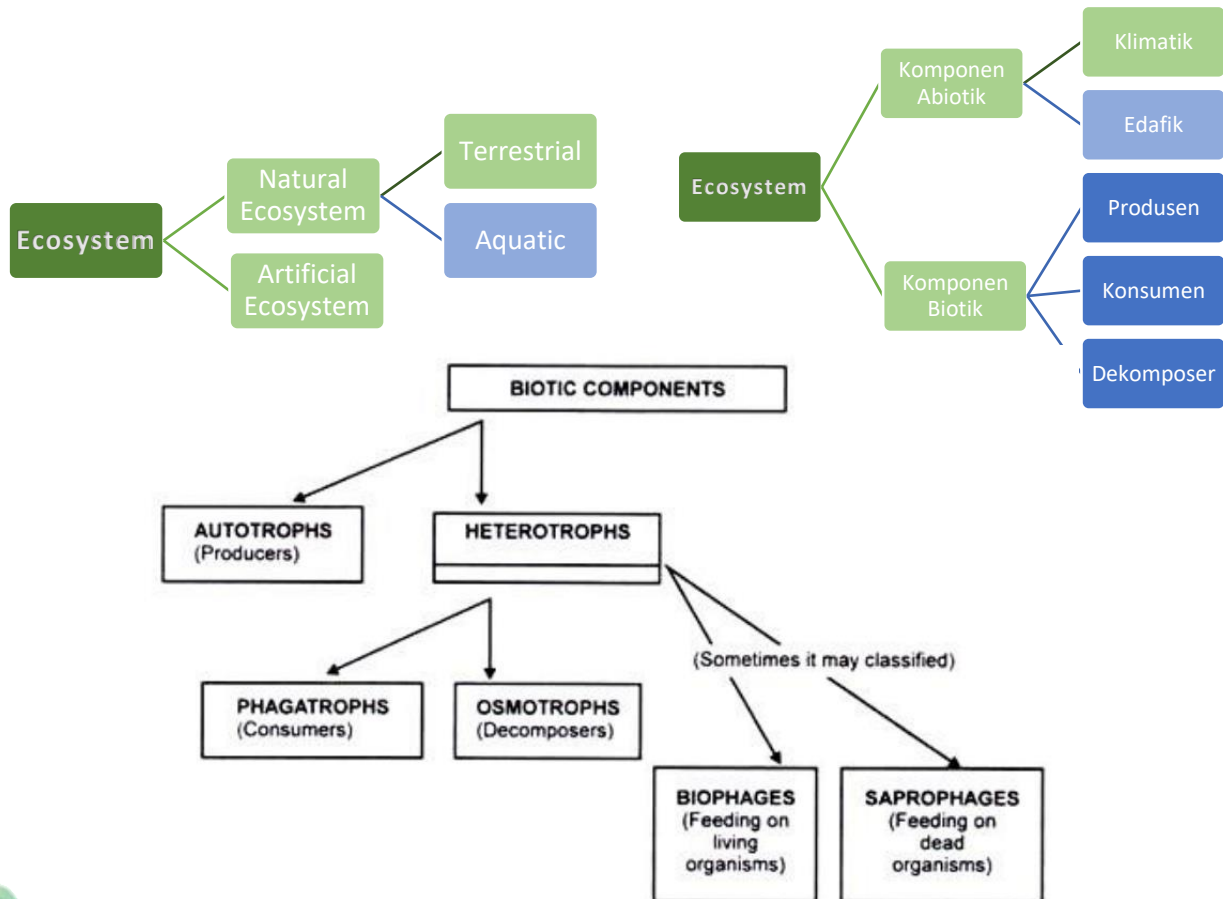 Ecosystem
Natural
Ecosystem
Artificial
Ecosystem
Terrestrial
Aquatic
Ecosystem
Komponen
Abiotik
Komponen
Biotik
Klimatik
Edafik
Produsen
Konsumen
Dekomposer
BIOTIC COMPONENTS
AUTOTROPHS
(Producers)
HETEROTROPHS
PHAGATROPHS
(Consumers)
OSMOTROPHS
(Decomposers)
(Sometimes it may classified)
BIOPHAGES
(Feeding on
living
organisms)
SAPROPHAGES
(Feeding on
dead
organisms)